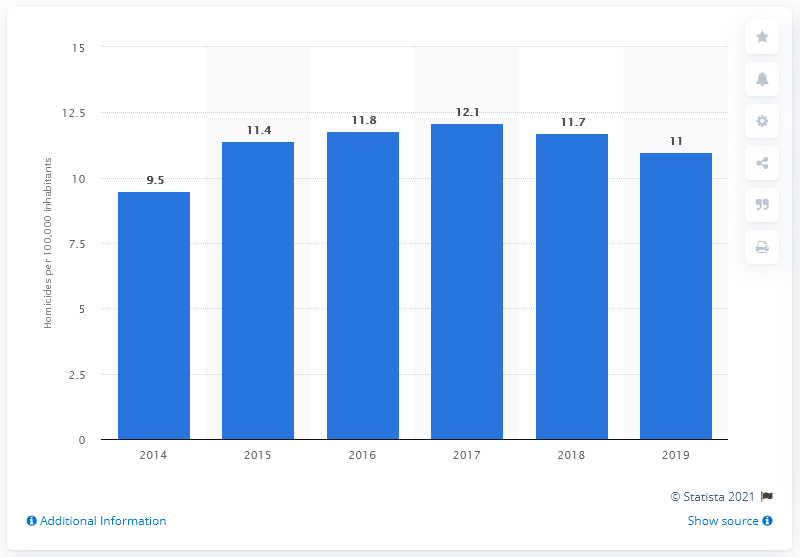 15
12.5
10
7.5
5
2.5
0
Homicides per 100,000 inhabitants
9.5
11.4
11.8
12.1
11.7
11
2014 2015 2016 2017 2018 2019
© Statista 2021
Additional Information
Show source